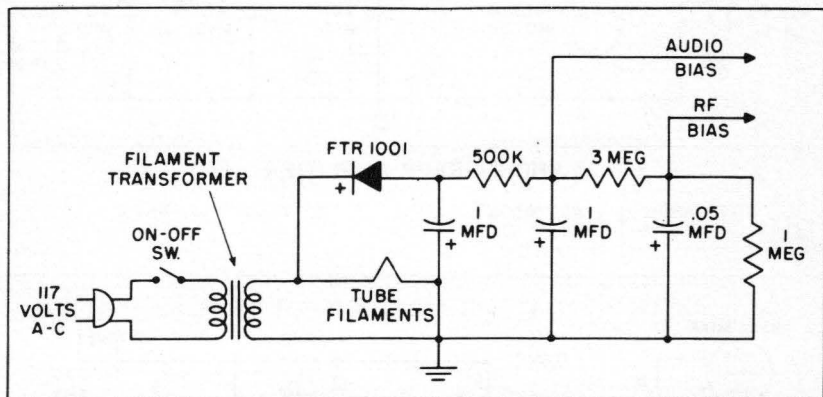 AUDIO
BIAS
RF
BIAS
FTR 1001
+
500K
3 MEG
FILAMENT
TRANSFORMER
ON-OFF
SW.
1
MFD
+
1
MFD
+
.05
MFD
+
1
MEG
117
VOLTS
A-C
TUBE
FILAMENTS